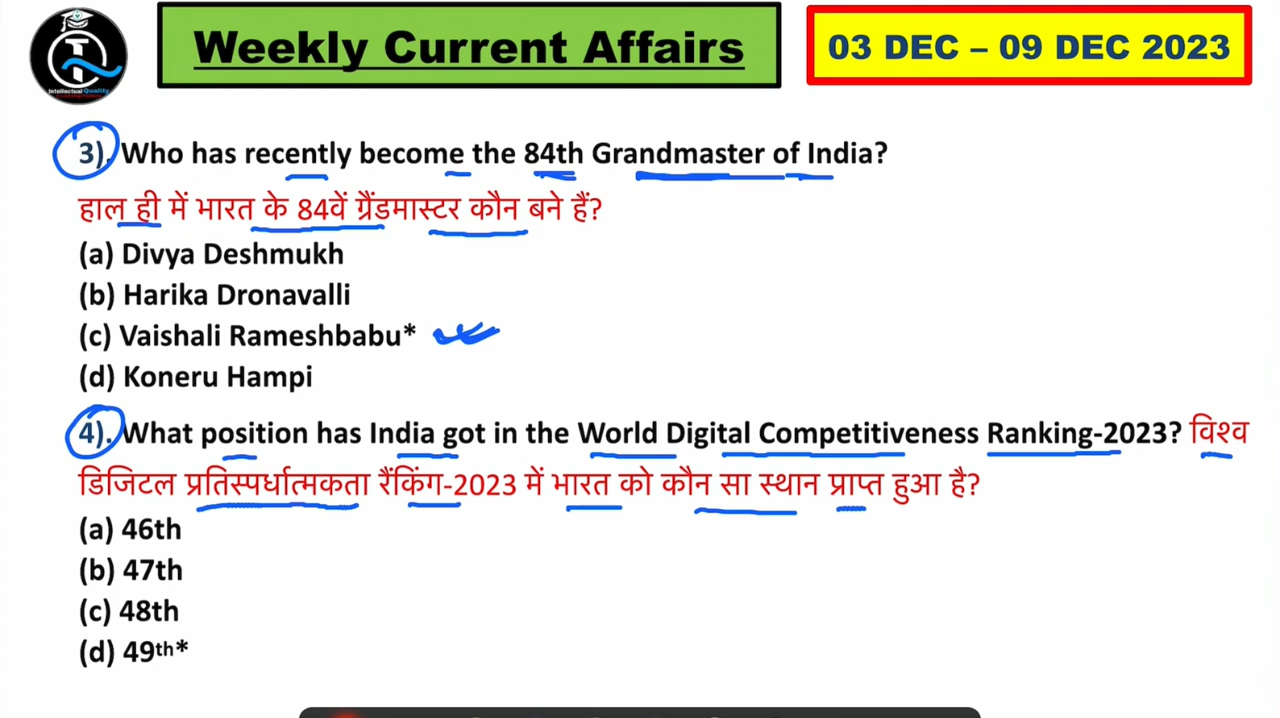 Weekly Current Affairs
03 DEC – 09 DEC 2023
Intellectual Quality
3). Who has recently become the 84th Grandmaster of India?
हाल ही में भारत के 84वें ग्रैंडमास्टर कौन बने हैं?
(a) Divya Deshmukh
(b) Harika Dronavalli
(c) Vaishali Rameshbabu*
(d) Koneru Hampi
4). What position has India got in the World Digital Competitiveness Ranking-2023? विश्व
डिजिटल प्रतिस्पर्धात्मकता रैंकिंग-2023 में भारत को कौन सा स्थान प्राप्त हुआ है?
(a) 46th
(b) 47th
(c) 48th
(d) 49th*